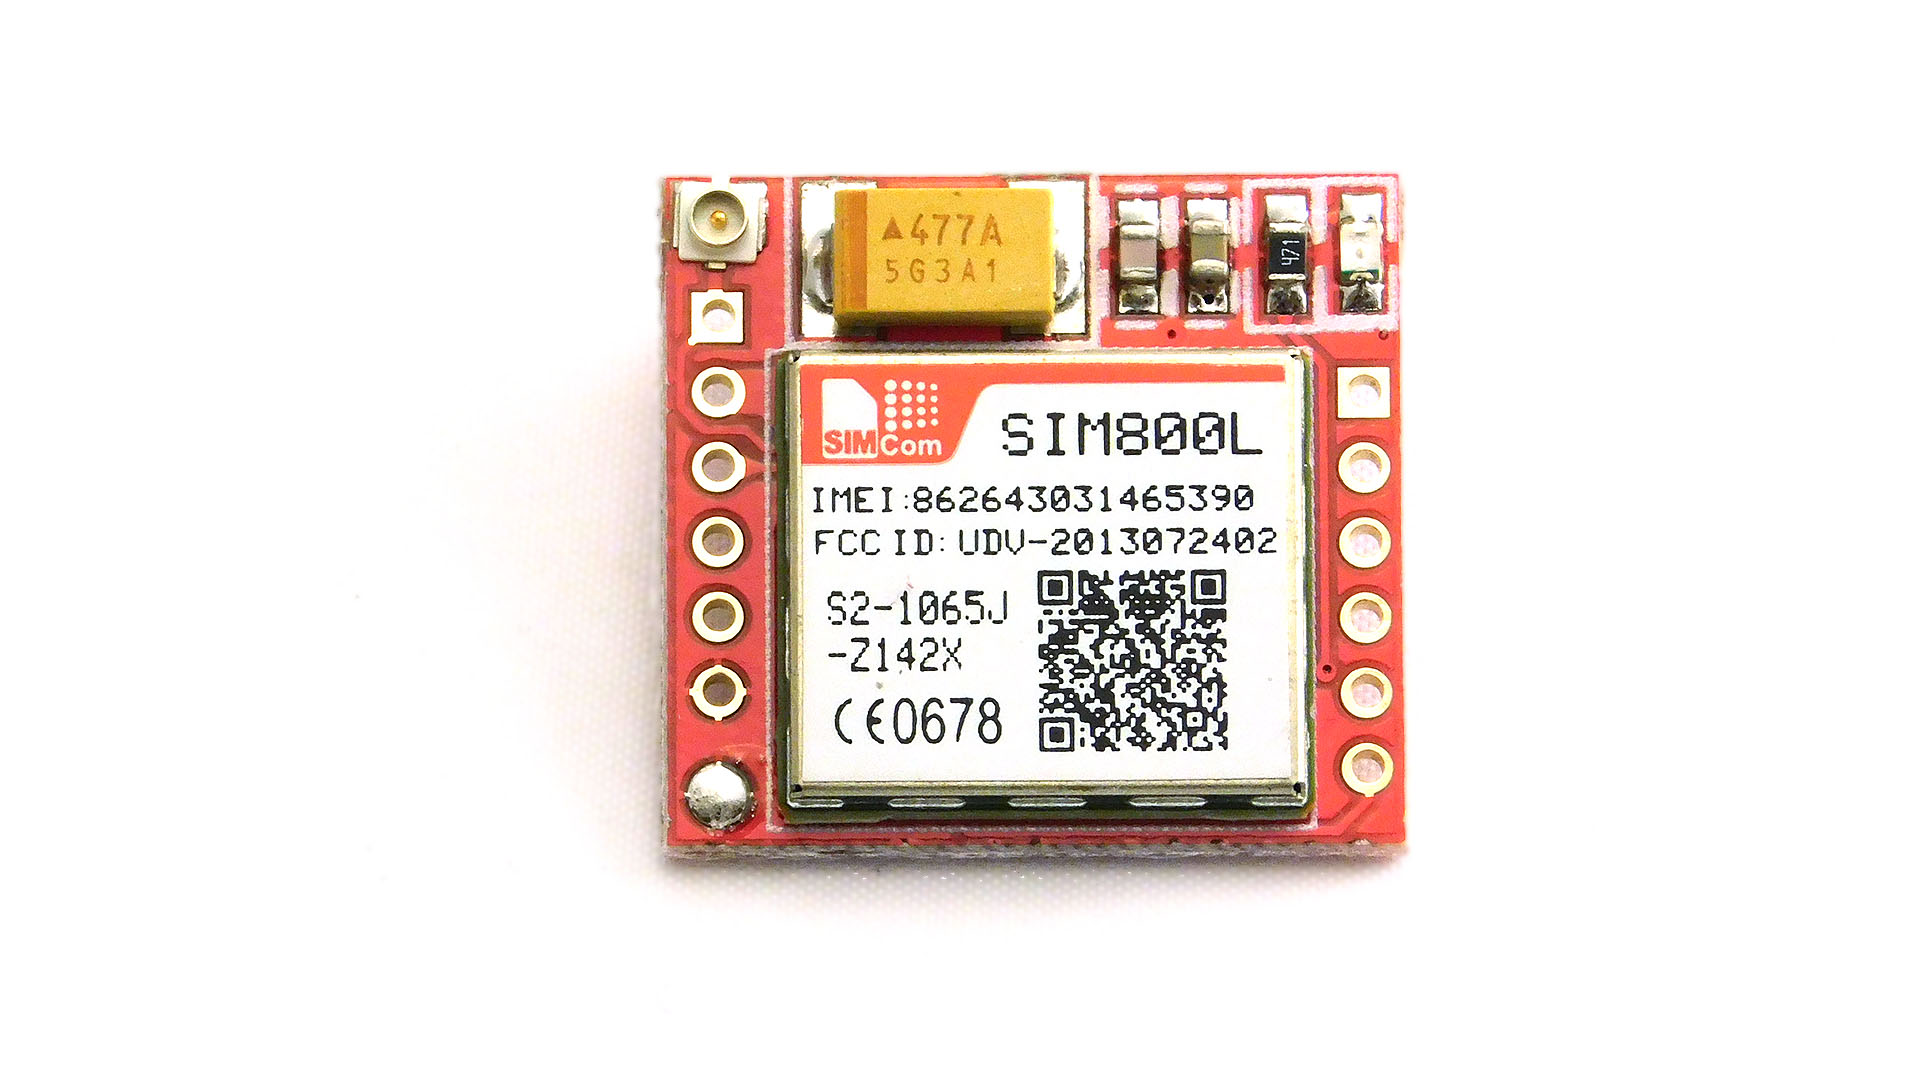 ▲477A
5G3A1
471
SIMCom
SIM800L
IMEI:862643031465390
FCC ID: UDV-2013072402
S2-1065J
-Z142X
CE0678